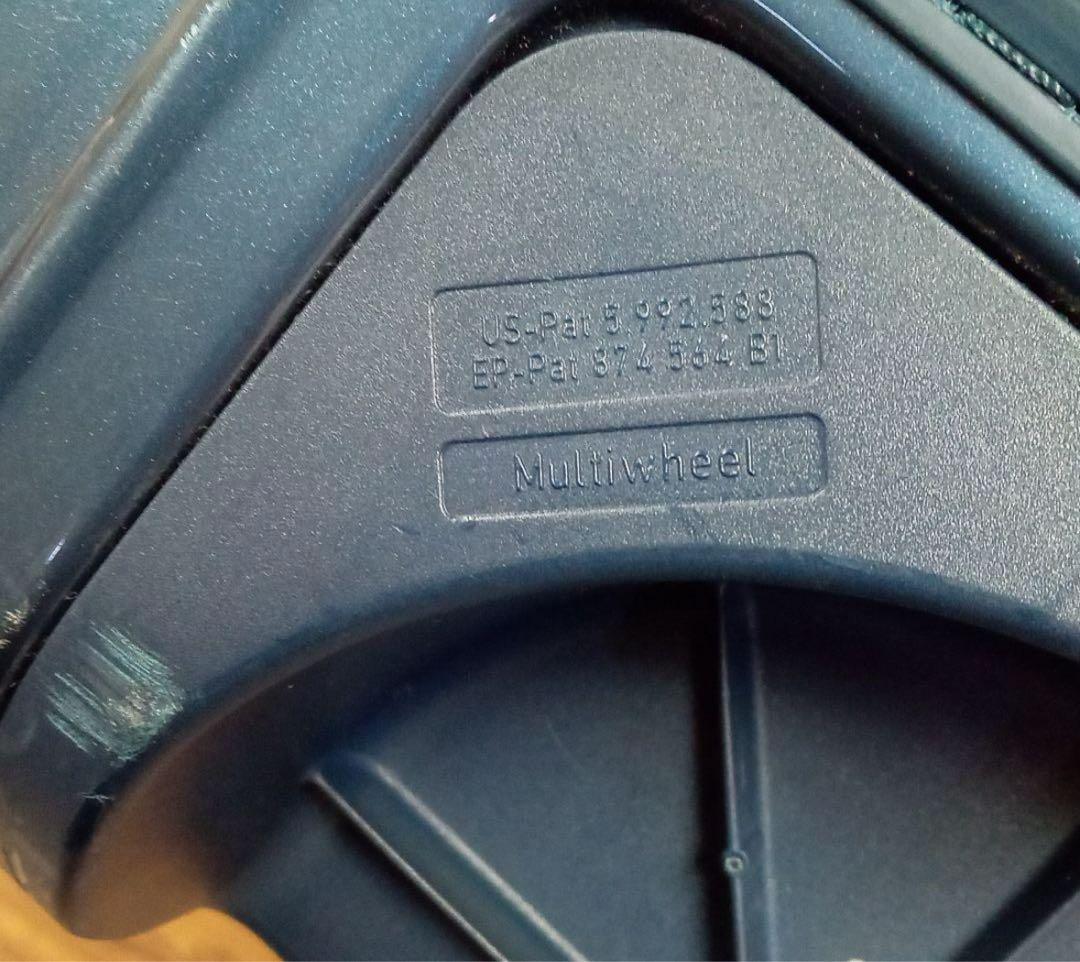 US-Pat 5.992.588
EP-Pat 874 564 B1
Multiwheel